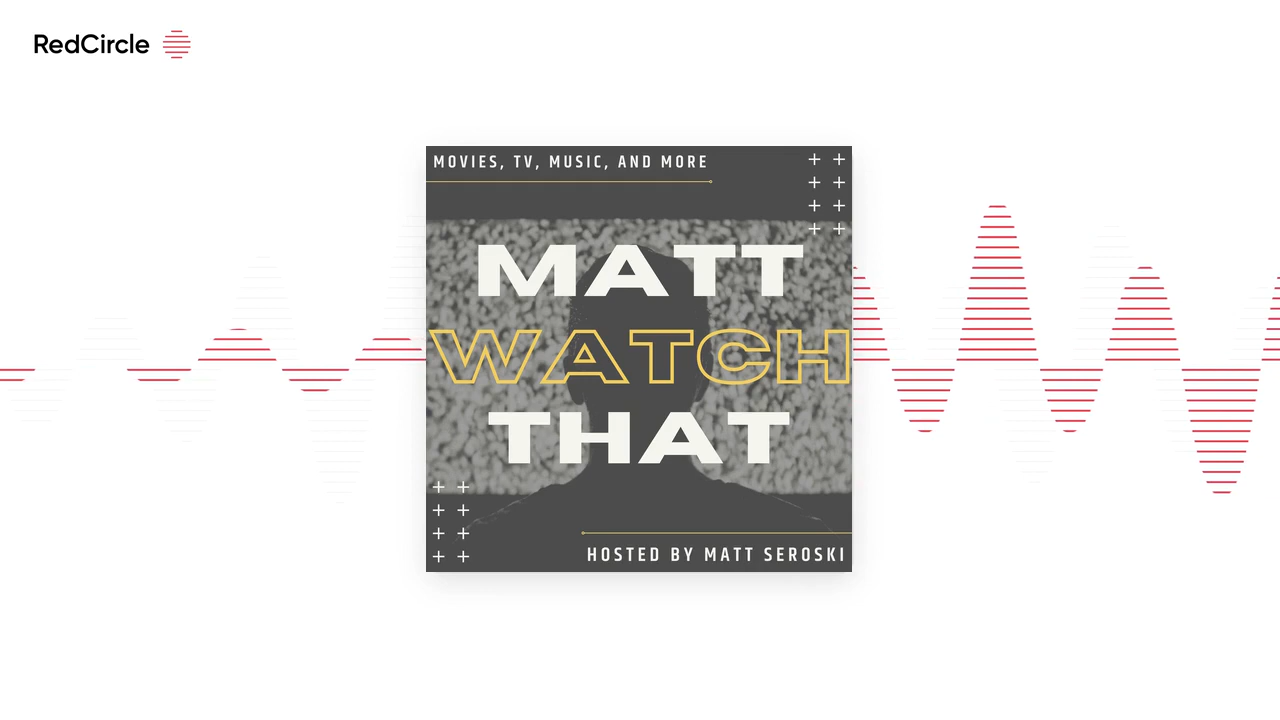 RedCircle
MOVIES, TV, MUSIC, AND MORE
MATT
WATCH
THAT
HOSTED BY MATT SEROSKI